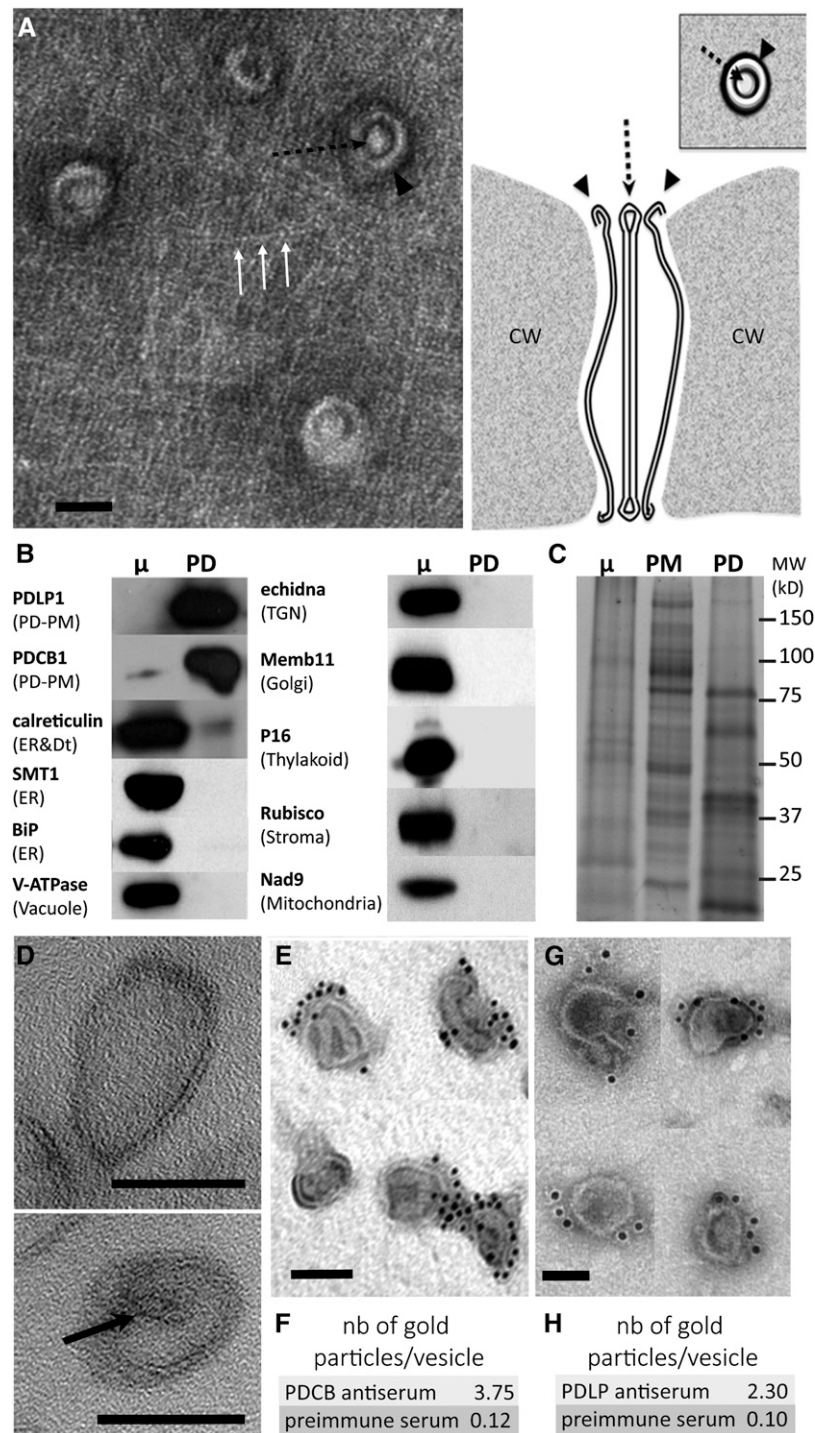 A
CW
CW
B
µ PD
PDLP1
(PD-PM)
PDCB1
(PD-PM)
calreticulin
(ER&Dt)
SMT1
(ER)
BiP
(ER)
V-ATPase
(Vacuole)
µ PD
echidna
(TGN)
Memb11
(Golgi)
P16
(Thylakoid)
Rubisco
(Stroma)
Nad9
(Mitochondria)
C
µ PM PD MW
(kD)
150
100
75
50
37
25
D
E
G
F nb of gold
particles/vesicle
PDCB antiserum 3.75
preimmune serum 0.12
H nb of gold
particles/vesicle
PDLP antiserum 2.30
preimmune serum 0.10